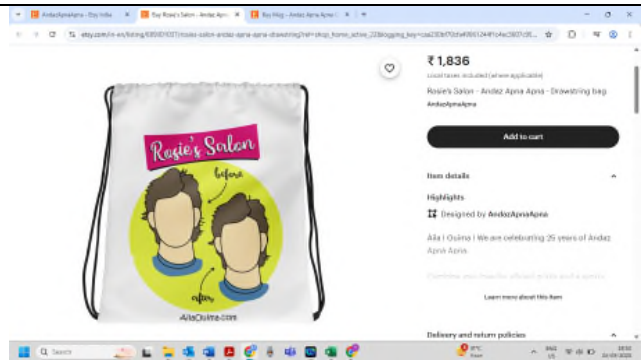 AndazApnaApna - Etsy India
Buy Rosie's Salon - Andaz Apna
Buy Mug - Andaz Apna Apna
₹ 1,836
Local taxes included (where applicable)
Rosie's Salon - Andaz Apna Apna - Drawstring bag
AndazApnaApna
Add to cart
Item details
Highlights
Designed by AndazApnaApna
Aila ! Ouima ! We are celebrating 25 years of Andaz
Apna Apna.
Learn more about this item
Delivery and return policies
Rosie's Salon
before
after
AilaOuima.com
Search
ENG